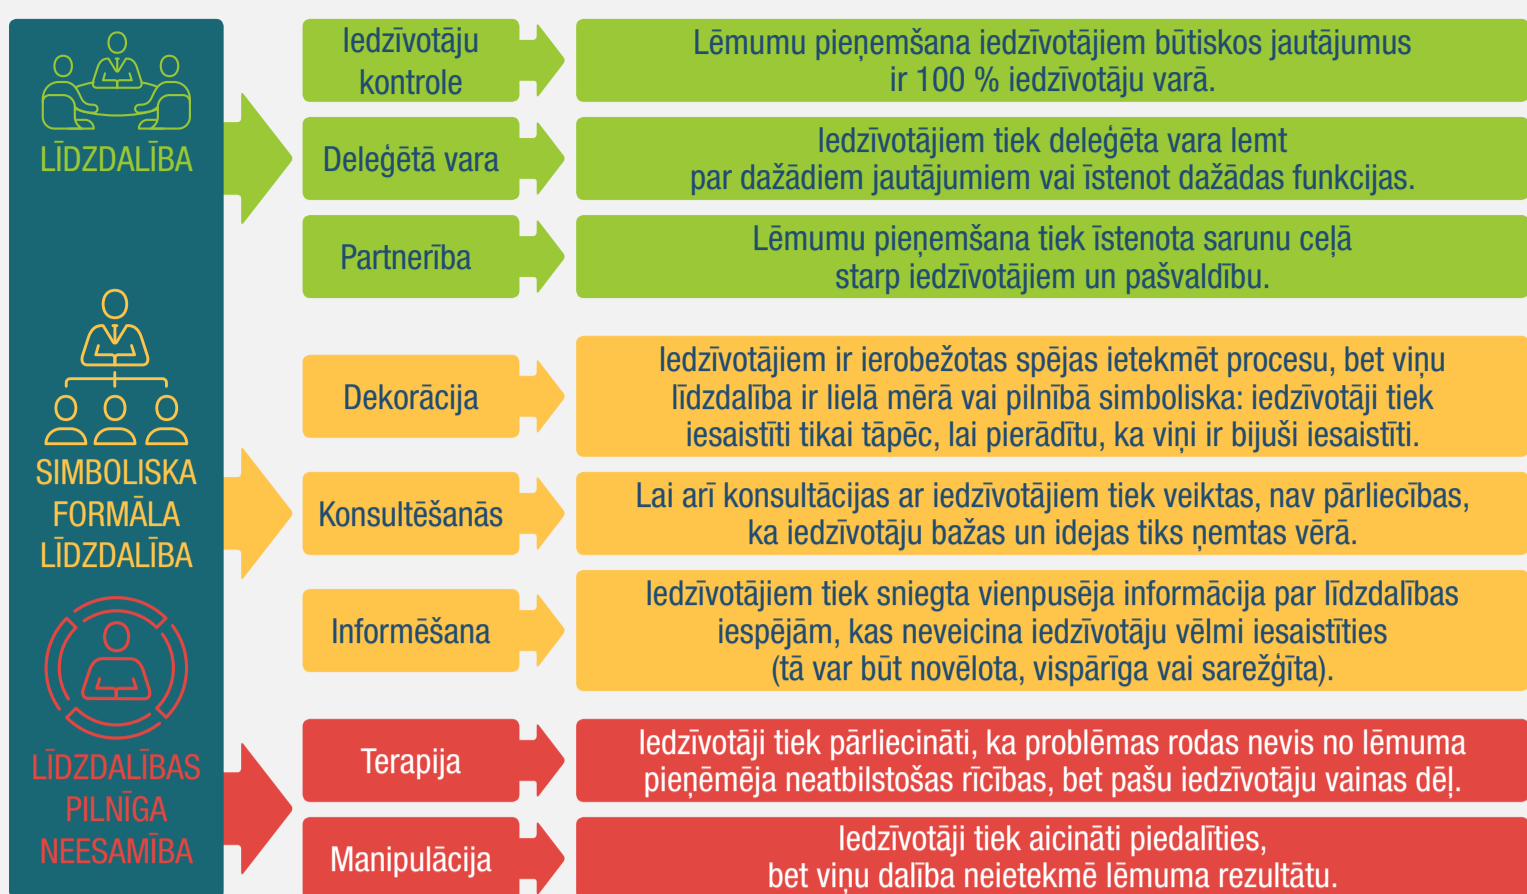 LĪDZDALĪBA
Iedzīvotāju
kontrole
Lēmumu pieņemšana iedzīvotājiem būtiskos jautājumus
ir 100 % iedzīvotāju varā.
Deleģētā vara
Iedzīvotājiem tiek deleģēta vara lemt
par dažādiem jautājumiem vai īstenot dažādas funkcijas.
Partnerība
Lēmumu pieņemšana tiek īstenota sarunu ceļā
starp iedzīvotājiem un pašvaldību.
SIMBOLISKA
FORMĀLA
LĪDZDALĪBA
Dekorācija
Iedzīvotājiem ir ierobežotas spējas ietekmēt procesu, bet viņu
līdzdalība ir lielā mērā vai pilnībā simboliska: iedzīvotāji tiek
iesaistīti tikai tāpēc, lai pierādītu, ka viņi ir bijuši iesaistīti.
Konsultēšanās
Lai arī konsultācijas ar iedzīvotājiem tiek veiktas, nav pārliecības,
ka iedzīvotāju bažas un idejas tiks ņemtas vērā.
Informēšana
Iedzīvotājiem tiek sniegta vienpusēja informācija par līdzdalības
iespējām, kas neveicina iedzīvotāju vēlmi iesaistīties
(tā var būt novēlota, vispārīga vai sarežģīta).
LĪDZDALĪBAS
PILNĪGA
NEESAMĪBA
Terapija
Iedzīvotāji tiek pārliecināti, ka problēmas rodas nevis no lēmuma
pieņēmēja neatbilstošas rīcības, bet pašu iedzīvotāju vainas dēļ.
Manipulācija
Iedzīvotāji tiek aicināti piedalīties,
bet viņu dalība neietekmē lēmuma rezultātu.